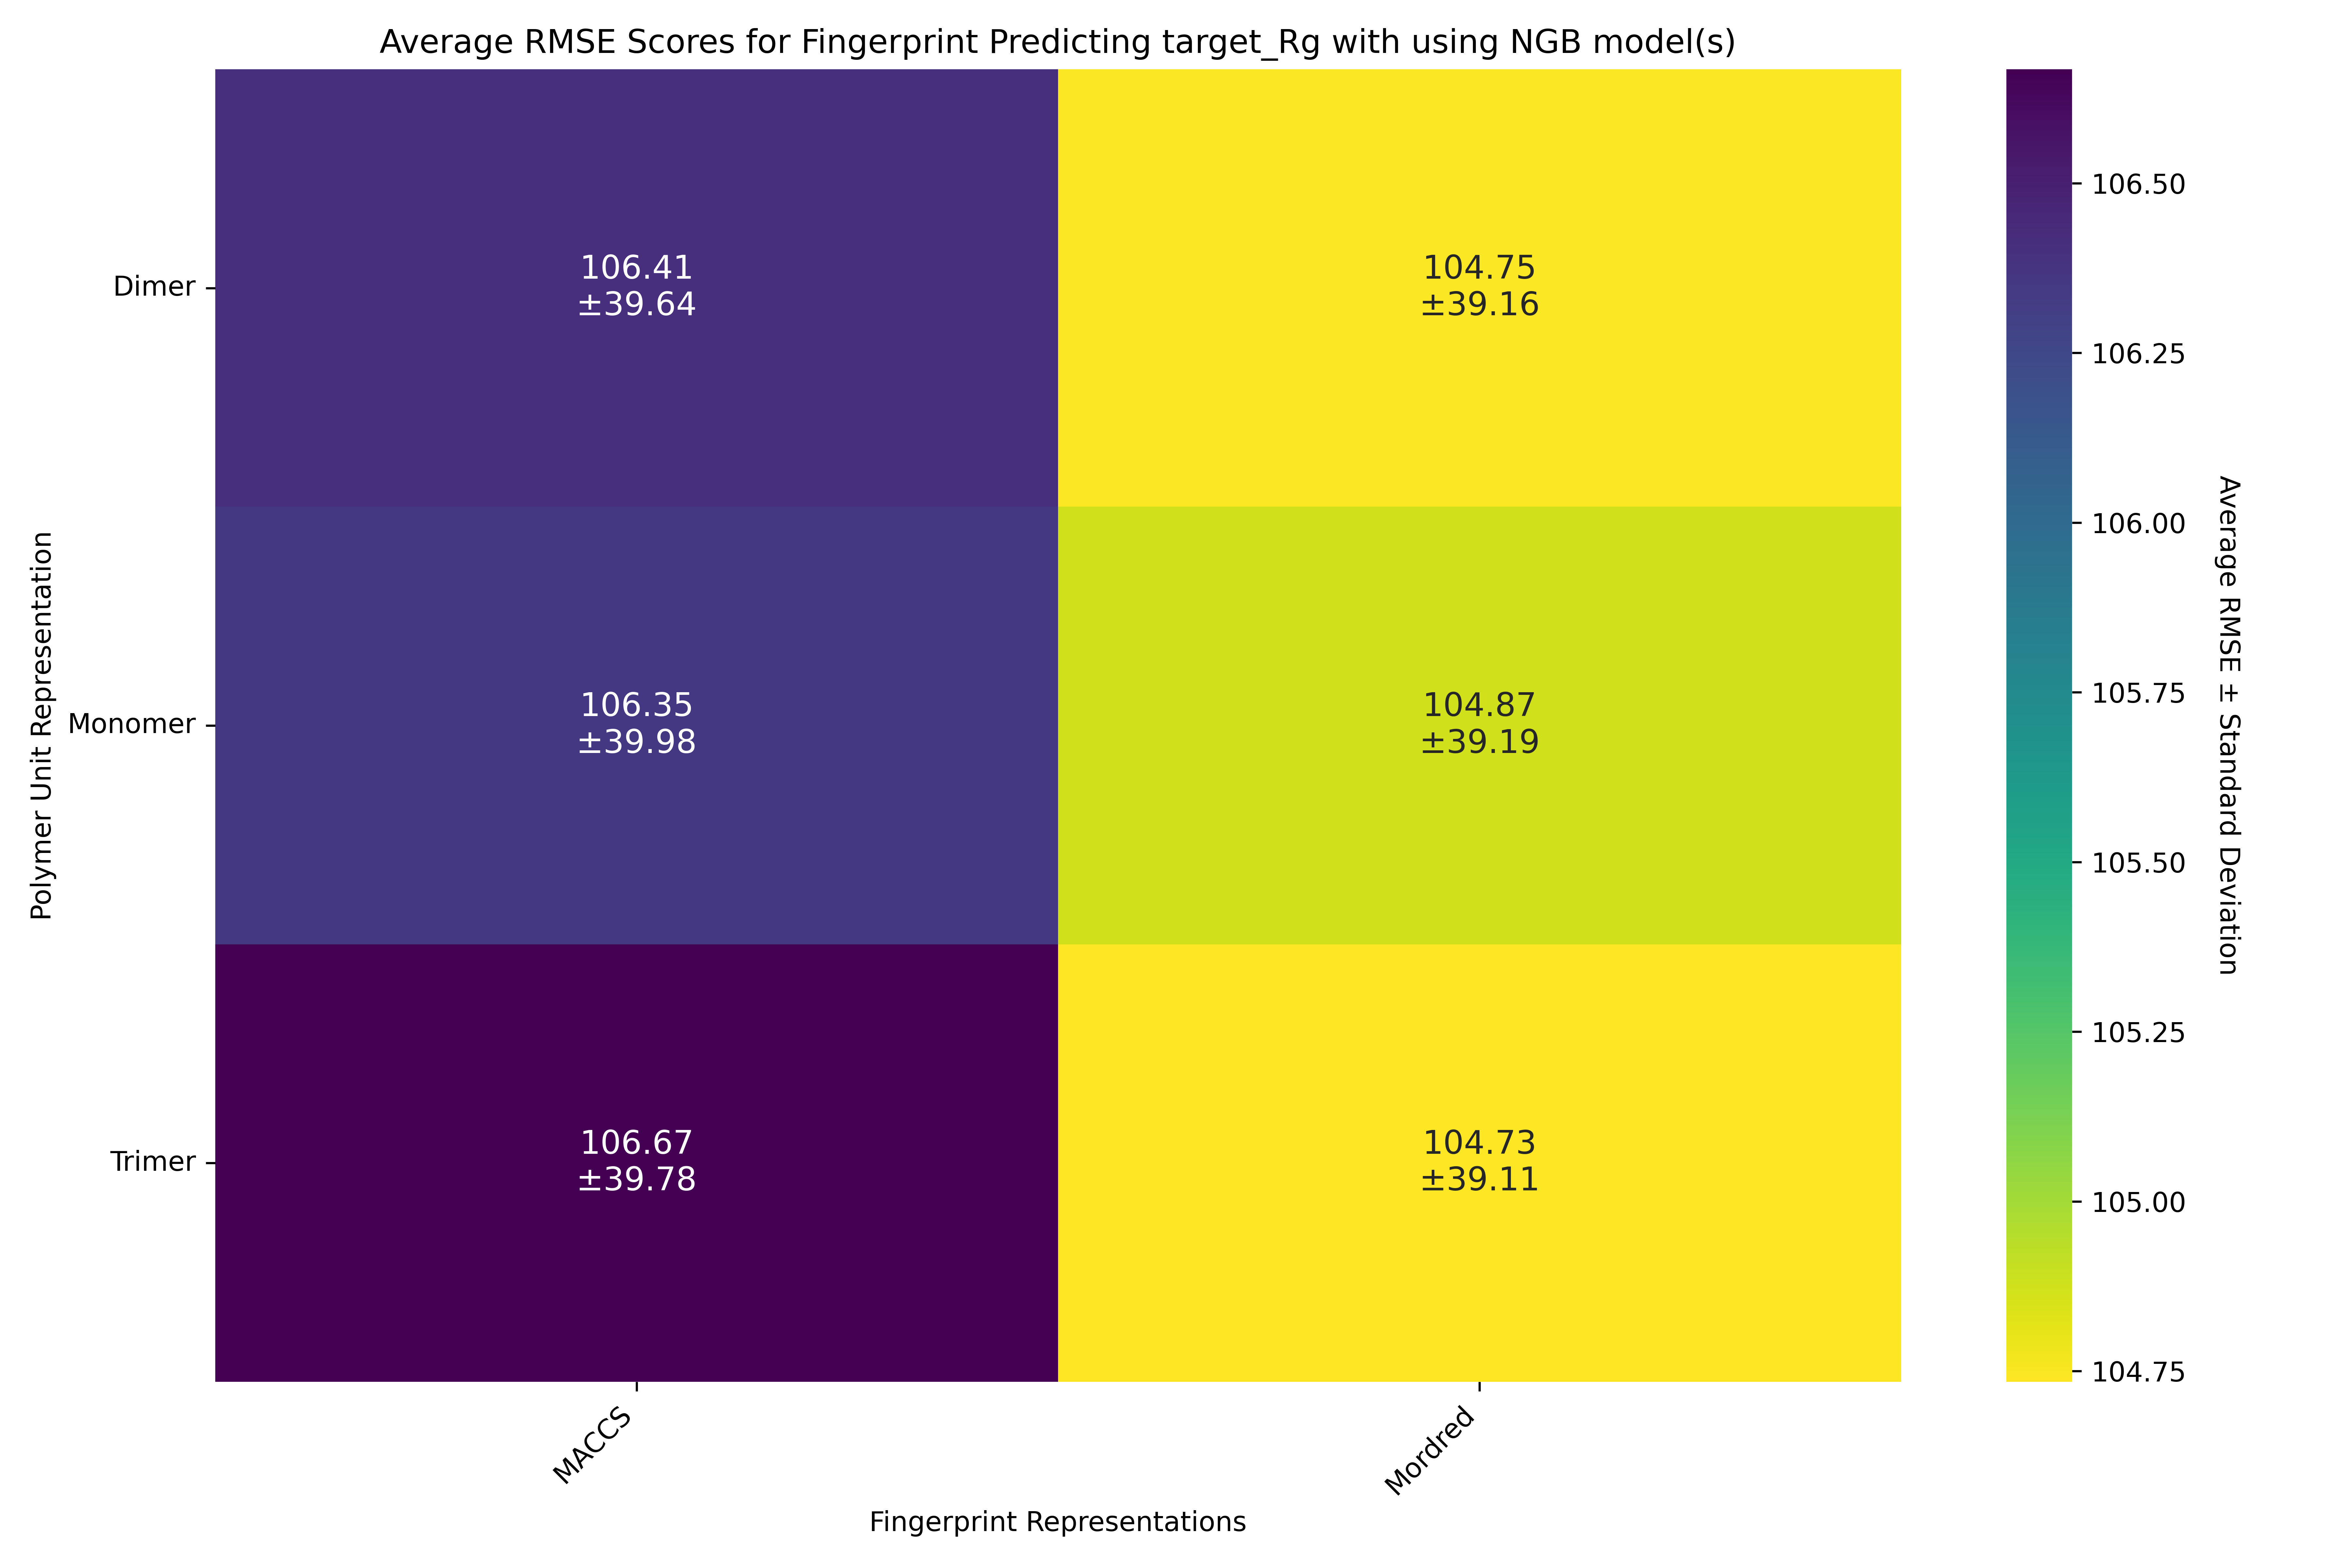 Average RMSE Scores for Fingerprint Predicting target_Rg with using NGB model(s)
Polymer Unit Representation
Dimer
106.41
±39.64
104.75
±39.16
Monomer
106.35
±39.98
104.87
±39.19
Trimer
106.67
±39.78
104.73
±39.11
MACCS
Mordred
Fingerprint Representations
106.50
106.25
106.00
105.75
105.50
105.25
105.00
104.75
Average RMSE ± Standard Deviation